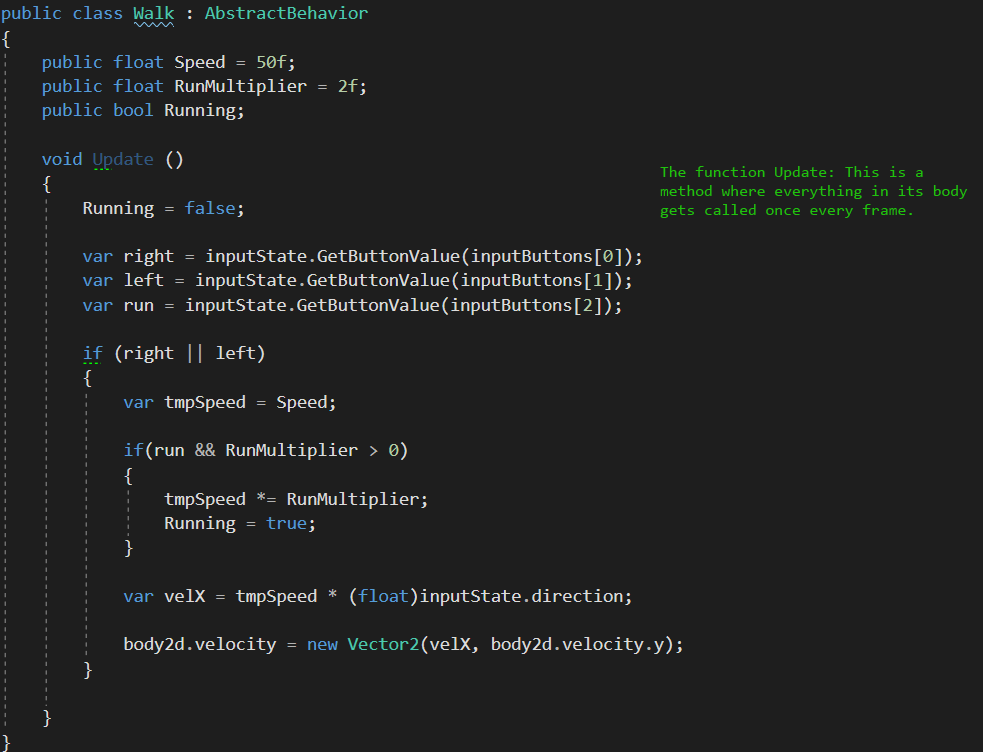 public class Walk : AbstractBehavior
{
public float Speed = 50f;
public float RunMultiplier = 2f;
public bool Running;
void Update ()
{
Running = false;
The function Update: This is a
method where everything in its body
gets called once every frame.
var right = inputState.GetButtonValue(inputButtons[0]);
var left = inputState.GetButtonValue(inputButtons[1]);
var run = inputState.GetButtonValue(inputButtons[2]);
if (right || left)
{
var tmpSpeed = Speed;
if(run && RunMultiplier > 0)
{
tmpSpeed *= RunMultiplier;
Running = true;
}
var velX = tmpSpeed * (float)inputState.direction;
body2d.velocity = new Vector2(velX, body2d.velocity.y);
}
}
}